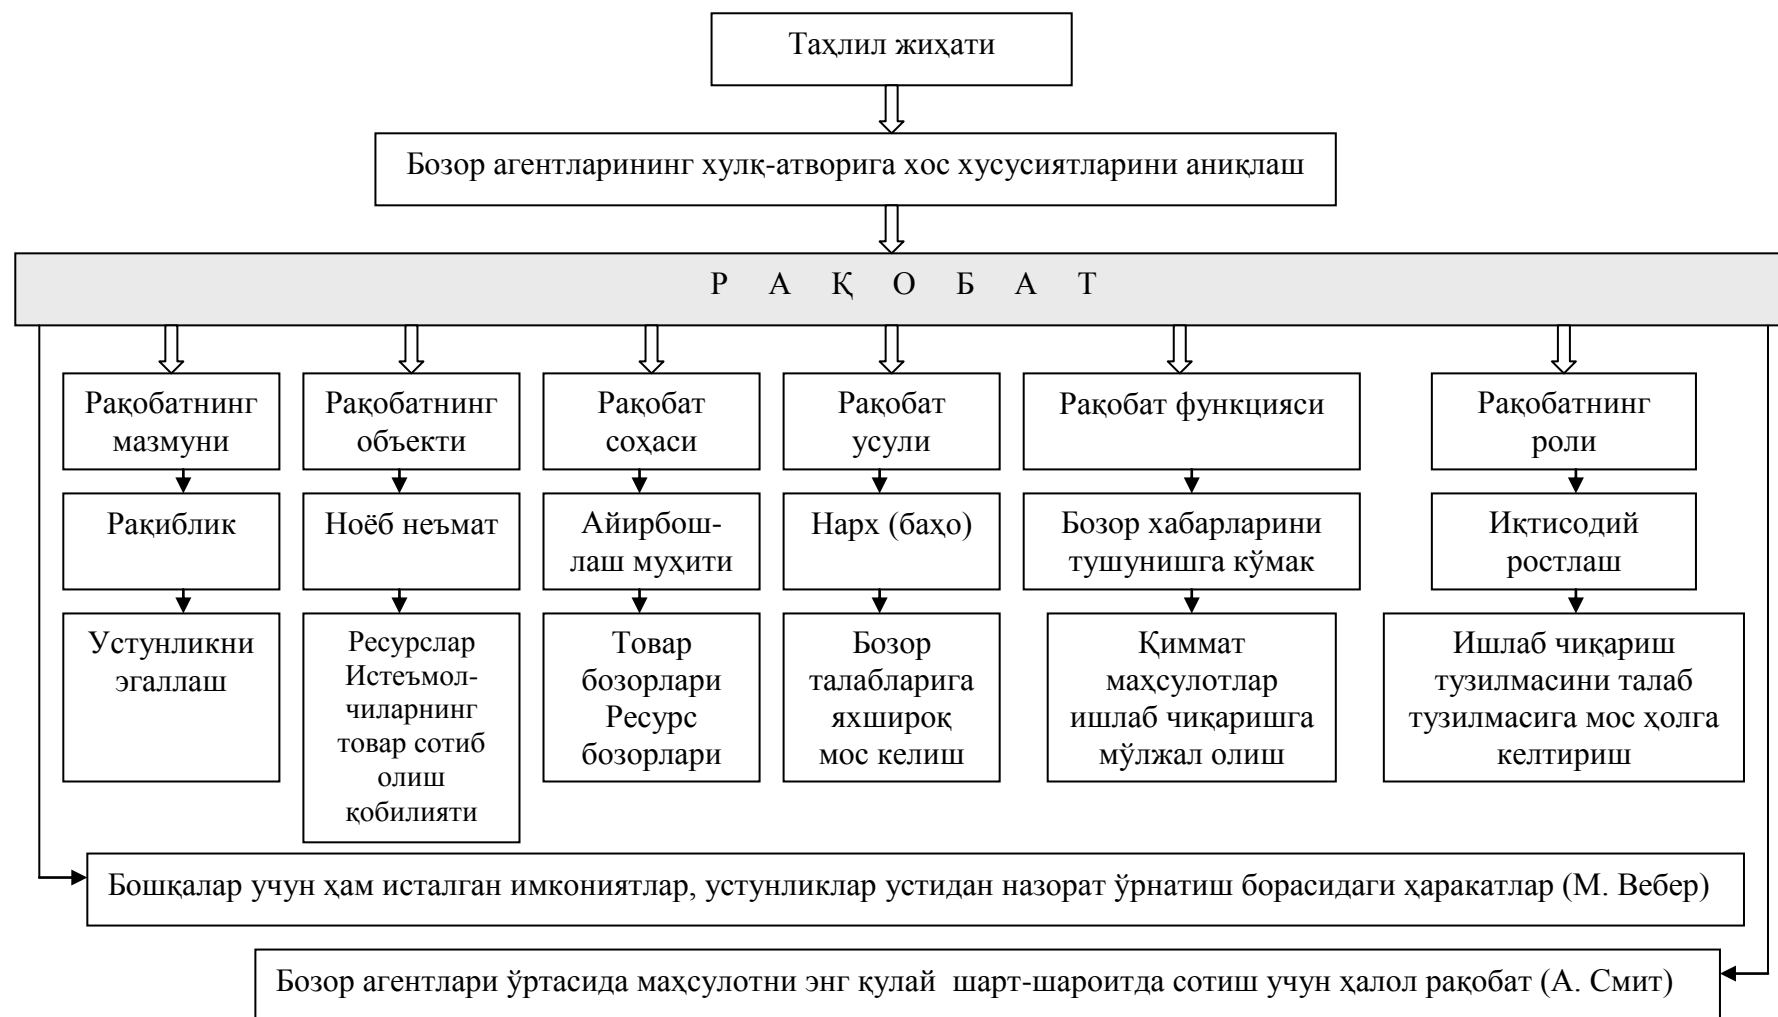 Таҳлил жиҳати
Бозор агентларининг хулқ-атворига хос хусусиятларини аниқлаш
Р А Қ О Б А Т
Рақобатнинг
мазмуни
Рақобатнинг
объекти
Рақобат
соҳаси
Рақобат
усули
Рақобат функцияси
Рақобатнинг
роли
Рақиблик
Ноёб неъмат
Айирбош-
лаш муҳити
Нарх (баҳо)
Бозор хабарларини
тушунишга кўмак
Иқтисодий
ростлаш
Устунликни
эгаллаш
Ресурслар
Истеъмол-
чиларнинг
товар сотиб
олиш
қобилияти
Товар
бозорлари
Ресурс
бозорлари
Бозор
талабларига
яхшироқ
мос келиш
Қиммат
маҳсулотлар
ишлаб чиқаришга
мўлжал олиш
Ишлаб чиқариш
тузилмасини талаб
тузилмасига мос ҳолга
келтириш
Бошқалар учун ҳам исталган имкониятлар, устунликлар устидан назорат ўрнатиш борасидаги ҳаракатлар (М. Вебер)
Бозор агентлари ўртасида маҳсулотни энг қулай шарт-шароитда сотиш учун ҳалол рақобат (А. Смит)